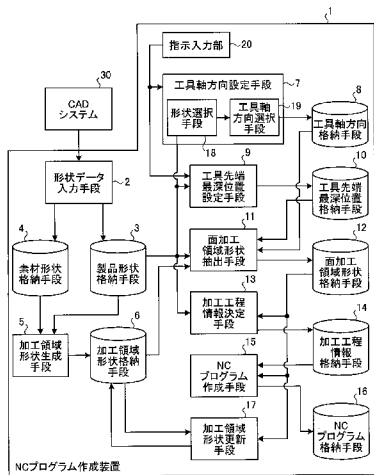 1
指示入力部
20
30
CAD
システム
工具軸方向設定手段
7
形状選択
手段
18
工具軸
方向選択
手段
19
8
工具軸方向
格納手段
形状データ
入力手段
2
9
工具先端
最深位置
設定手段
10
工具先端
最深位置
格納手段
4
素材形状
格納手段
3
製品形状
格納手段
11
面加工
領域形状
抽出手段
12
面加工
領域形状
格納手段
13
加工工程
情報決定
手段
14
加工工程
情報
格納手段
5
加工領域
形状生成
手段
6
加工領域
形状格納
手段
15
NC
プログラム
作成手段
16
NC
プログラム
格納手段
17
加工領域
形状更新
手段
NCプログラム作成装置